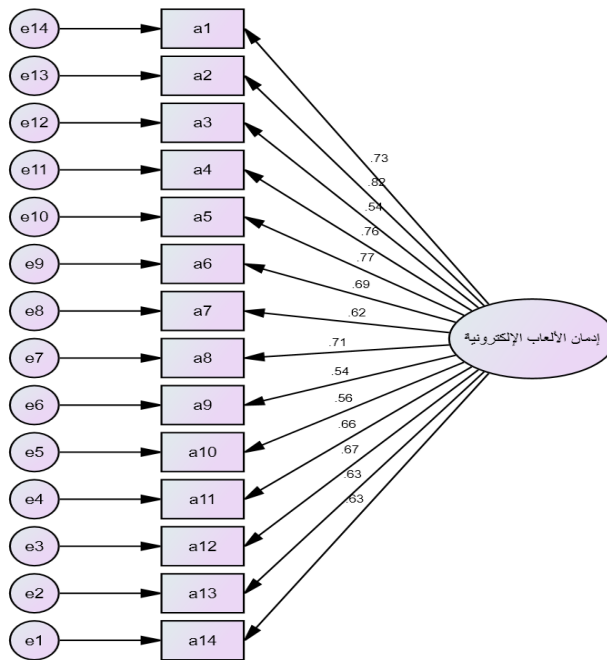 e14 a1
e13 a2
e12 a3
e11 a4
e10 a5
e9 a6
e8 a7
e7 a8
e6 a9
e5 a10
e4 a11
e3 a12
e2 a13
e1 a14
.73
.82
.54
.76
.77
.69
.62
.71
.54
.56
.66
.67
.63
.63
إدمان الألعاب الإلكترونية